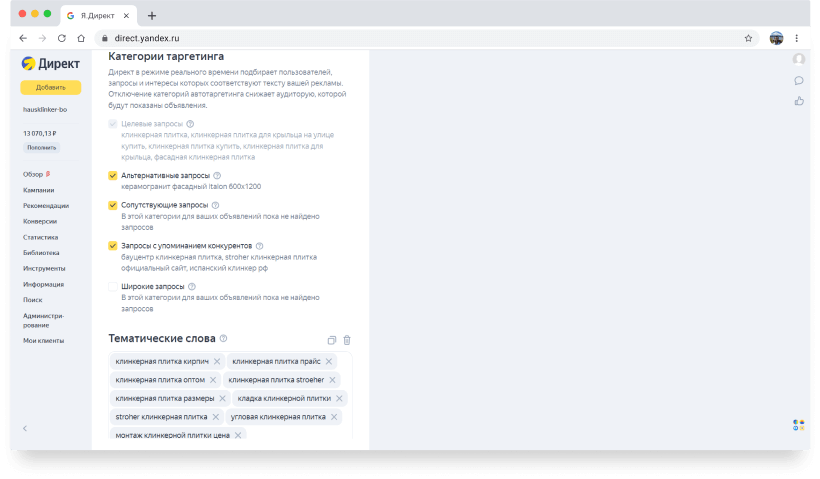 Я.Директ
direct.yandex.ru
Директ
Добавить
hausklinker-bo
13 070,13 ₽
Пополнить
Обзор β
Кампании
Рекомендации
Конверсии
Статистика
Библиотека
Инструменты
Информация
Поиск
Администри-
рование
Мои клиенты
Категории таргетинга
Директ в режиме реального времени подбирает пользователей,
запросы и интересы которых соответствуют тексту вашей рекламы.
Отключение категорий автотаргетинга снижает аудиторую, которой
будут показаны объявления.
Целевые запросы
клинкерная плитка, клинкерная плитка для крыльца на улице
купить, клинкерная плитка купить, клинкерная плитка для
крыльца, фасадная клинкерная плитка
Альтернативные запросы
керамогранит фасадный italon 600x1200
Сопутствующие запросы
В этой категории для ваших объявлений пока не найдено
запросов
Запросы с упоминанием конкурентов
бауцентр клинкерная плитка, stroher клинкерная плитка
официальный сайт, испанский клинкер рф
Широкие запросы
В этой категории для ваших объявлений пока не найдено
запросов
Тематические слова
клинкерная плитка кирпич клинкерная плитка прайс
клинкерная плитка оптом клинкерная плитка stroeher
клинкерная плитка размеры кладка клинкерной плитки
stroher клинкерная плитка угловая клинкерная плитка
монтаж клинкерной плитки цена